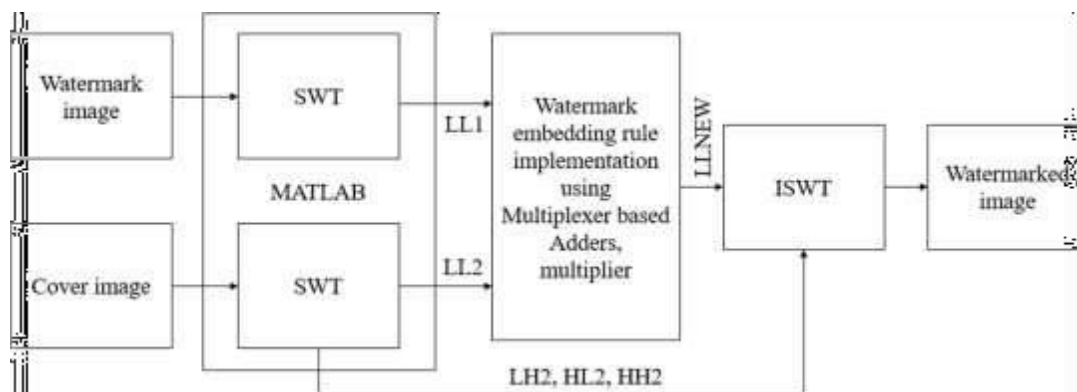 Watermark
image
SWT
LL1
MATLAB
Cover image
SWT
LL2
Watermark
embedding rule
implementation
using
Multiplexer based
Adders,
multiplier
LLNEW
ISWT
Watermarked
image
LH2, HL2, HH2